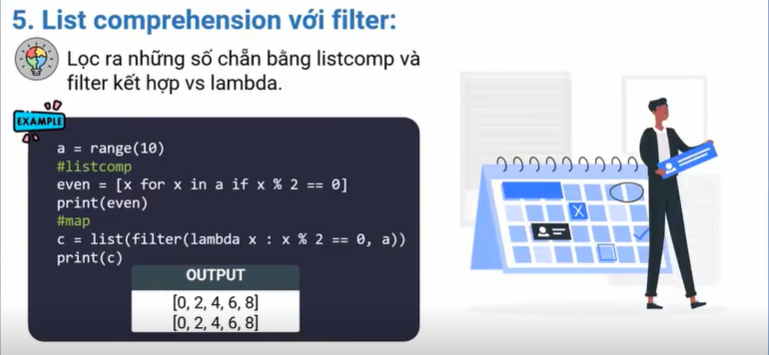 5. List comprehension với filter:
Lọc ra những số chẵn bằng listcomp và
filter kết hợp vs lambda.
EXAMPLE
a = range(10)
#listcomp
even = [x for x in a if x % 2 == 0]
print(even)
#map
c = list(filter(lambda x : x % 2 == 0, a))
print(c)
OUTPUT
[0, 2, 4, 6, 8]
[0, 2, 4, 6, 8]